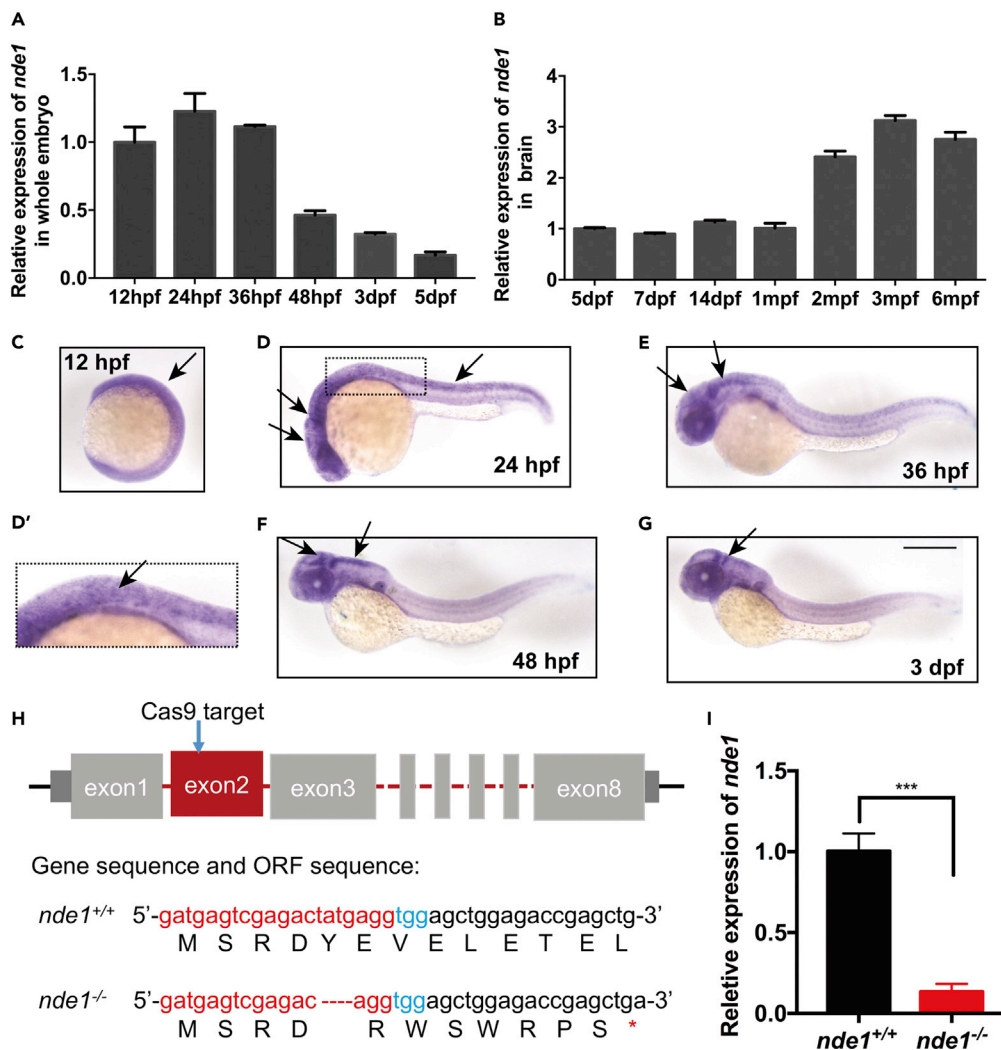 A
Relative expression of nde1
in whole embryo
1.5
1.0
0.5
0.0
12hpf 24hpf 36hpf 48hpf 3dpf 5dpf
B
Relative expression of nde1
in brain
4
3
2
1
0
5dpf 7dpf 14dpf 1mpf 2mpf 3mpf 6mpf
C
12 hpf
D
24 hpf
E
36 hpf
D’
F
48 hpf
G
3 dpf
H
Cas9 target
exon1 exon2 exon3 exon8
Gene sequence and ORF sequence:
nde1+/+ 5’-gatgagtcgagactatgaggtggagctggagaccgagctg-3’
M S R D Y E V E L E T E L
nde1-/- 5’-gatgagtcgagac ----aggtggagctggagaccgagctga-3’
M S R D R W S W R P S *
I
Reletive expression of nde1
1.5
1.0
0.5
0.0
***
nde1+/+ nde1-/-